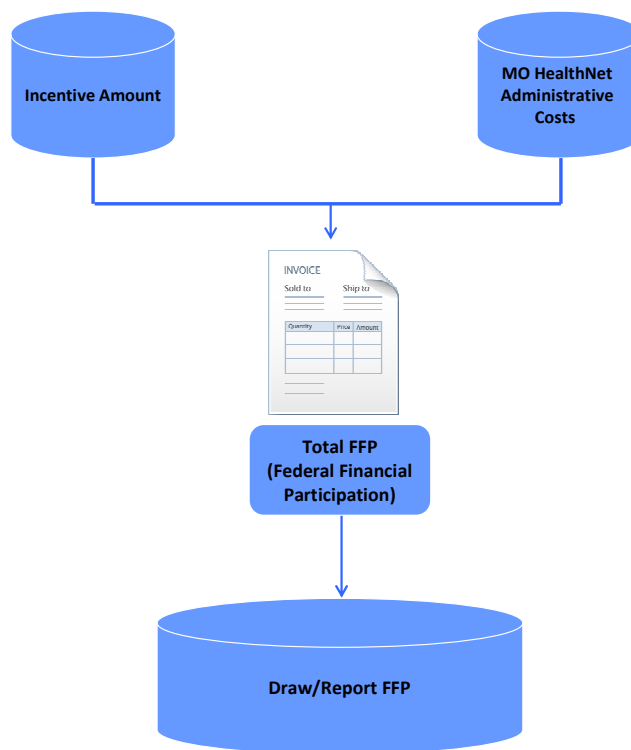 Incentive Amount
MO HealthNet
Administrative
Costs
INVOICE
Sold to
Ship to
Quantity
Price
Amount
Total FFP
(Federal Financial
Participation)
Draw/Report FFP